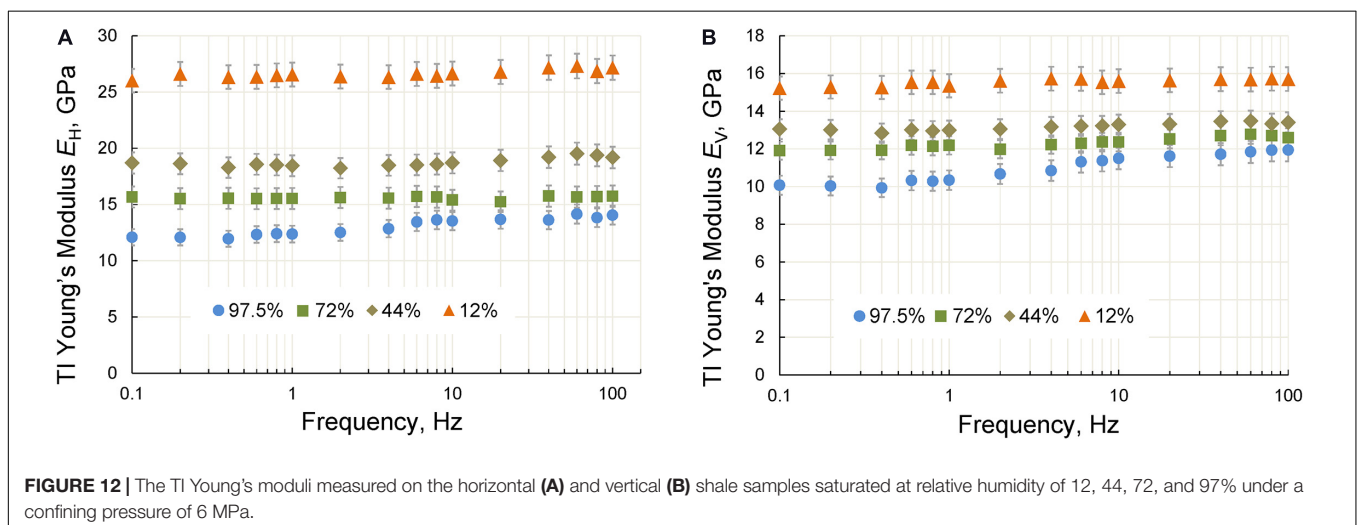 A
TI Young's Modulus E_H, GPa
30
25
20
15
10
5
0
97.5% 72% 44% 12%
0.1 1 10 100
Frequency, Hz
B
TI Young's Modulus E_V, GPa
18
16
14
12
10
8
6
4
2
0
97.5% 72% 44% 12%
0.1 1 10 100
Frequency, Hz
FIGURE 12 | The TI Young's moduli measured on the horizontal (A) and vertical (B) shale samples saturated at relative humidity of 12, 44, 72, and 97% under a
confining pressure of 6 MPa.